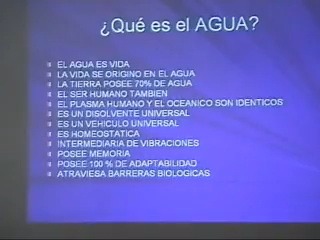 ¿Qué es el AGUA?
EL AGUA ES VIDA
LA VIDA SE ORIGINO EN EL AGUA
LA TIERRA POSEE 70% DE AGUA
EL SER HUMANO TAMBIEN
EL PLASMA HUMANO Y EL OCEANICO SON IDENTICOS
ES UN DISOLVENTE UNIVERSAL
ES UN VEHICULO UNIVERSAL
ES HOMEOSTATICA
INTERMEDIARIA DE VIBRACIONES
POSEE MEMORIA
POSEE 100 % DE ADAPTABILIDAD
ATRAVIESA BARRERAS BIOLOGICAS